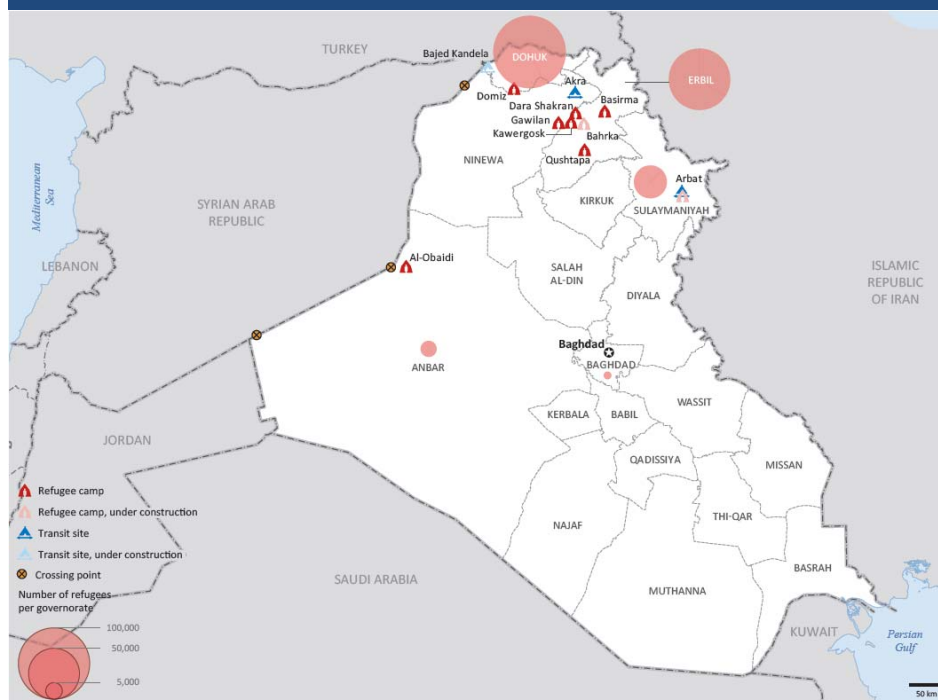 TURKEY
Bajed Kandela
DOHUK
ERBIL
Akra
Domiz
Dara Shakran
Basirma
Gawilan
Kawergosk
Bahrka
NINEWA
Qushtapa
Arbat
KIRKUK
SULAYMANIYAH
Mediterranean
Sea
SYRIAN ARAB
REPUBLIC
LEBANON
Al-Obaidi
SALAH
AL-DIN
DIYALA
ISLAMIC
REPUBLIC
OF IRAN
Baghdad
BAGHDAD
ANBAR
WASSIT
KERBALA
BABIL
JORDAN
QADISSIYA
MISSAN
NAJAF
THI-QAR
BASRAH
MUTHANNA
SAUDI ARABIA
KUWAIT
Persian
Gulf
50 km
Refugee camp
Refugee camp, under construction
Transit site
Transit site, under construction
Crossing point
Number of refugees
per governorate
100,000
50,000
5,000